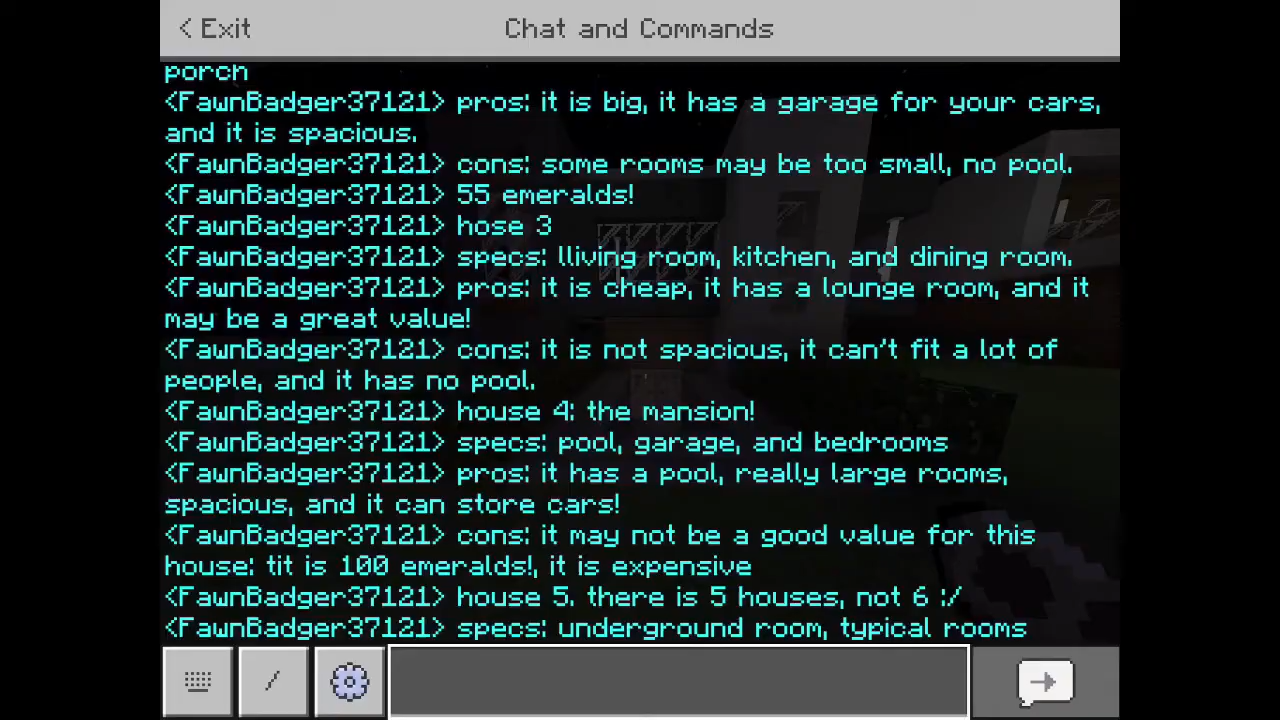 < Exit
Chat and Commands
porch
<FawnBadger37121> pros: it is big, it has a garage for your cars,
and it is spacious.
<FawnBadger37121> cons: some rooms may be too small, no pool.
<FawnBadger37121> 55 emeralds!
<FawnBadger37121> hose 3
<FawnBadger37121> specs: lliving room, kitchen, and dining room.
<FawnBadger37121> pros: it is cheap, it has a lounge room, and it
may be a great value!
<FawnBadger37121> cons: it is not spacious, it can't fit a lot of
people, and it has no pool.
<FawnBadger37121> house 4: the mansion!
<FawnBadger37121> specs: pool, garage, and bedrooms
<FawnBadger37121> pros: it has a pool, really large rooms,
spacious, and it can store cars!
<FawnBadger37121> cons: it may not be a good value for this
house: tit is 100 emeralds!, it is expensive
<FawnBadger37121> house 5. there is 5 houses, not 6 :/
<FawnBadger37121> specs: underground room, typical rooms
/